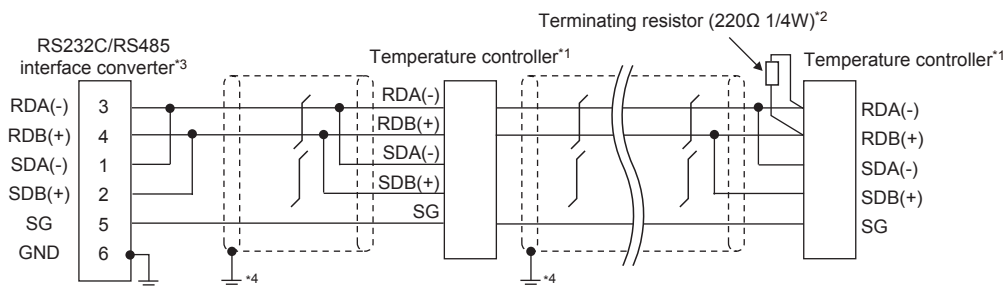 Terminating resistor (220Ω 1/4W)*2
RS232C/RS485
interface converter*3
Temperature controller*1
Temperature controller*1
RDA(-)
3
RDA(-)
RDA(-)
RDB(+)
4
RDB(+)
RDB(+)
SDA(-)
1
SDA(-)
SDA(-)
SDB(+)
2
SDB(+)
SDB(+)
SG
5
SG
SG
GND
6
*4
*4